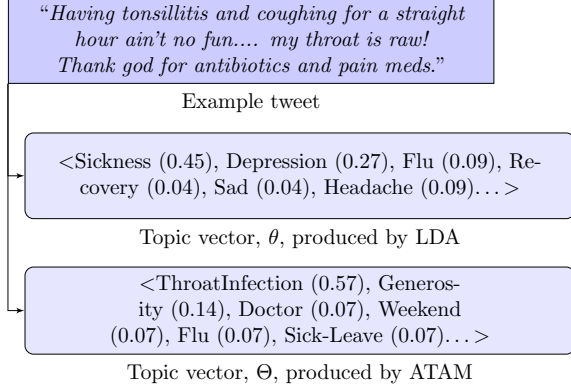 “Having tonsillitis and coughing for a straight
hour ain’t no fun.... my throat is raw!
Thank god for antibiotics and pain meds.”
Example tweet
<Sickness (0.45), Depression (0.27), Flu (0.09), Re-
covery (0.04), Sad (0.04), Headache (0.09)...>
Topic vector, θ, produced by LDA
<ThroatInfection (0.57), Generos-
ity (0.14), Doctor (0.07), Weekend
(0.07), Flu (0.07), Sick-Leave (0.07)...>
Topic vector, Θ, produced by ATAM